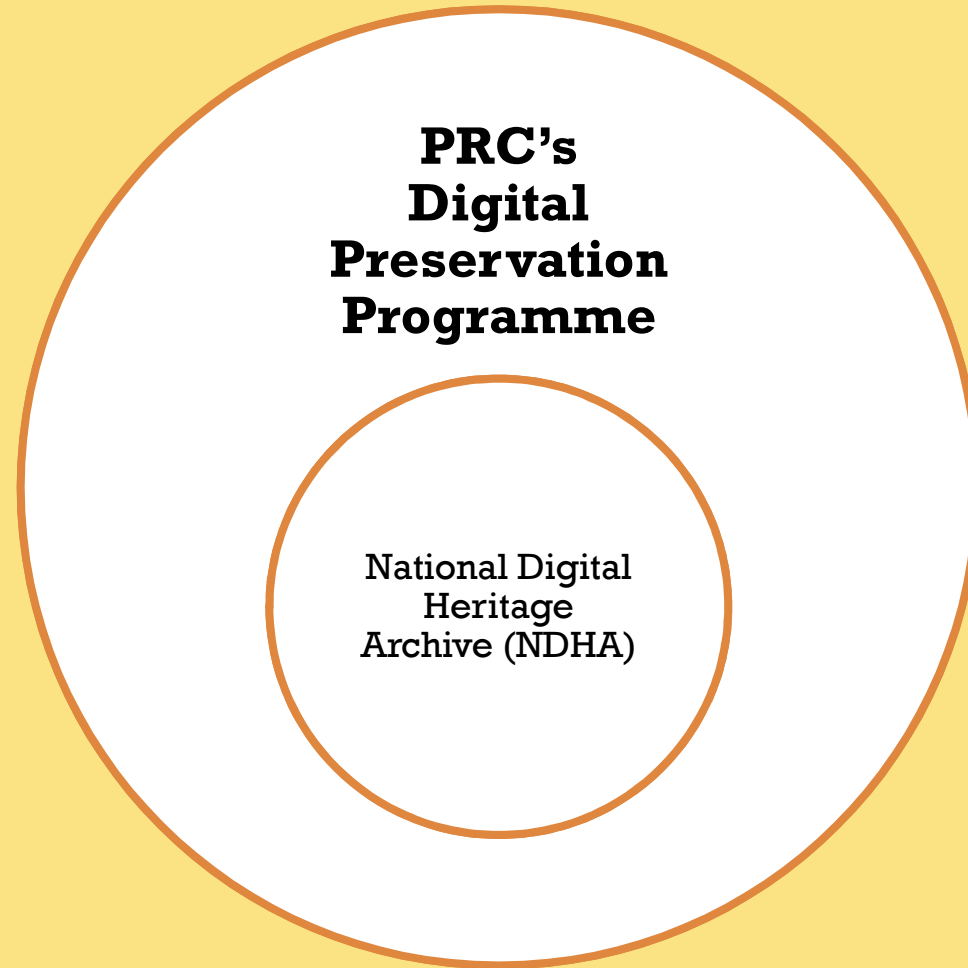 PRC’s
Digital
Preservation
Programme
National Digital
Heritage
Archive (NDHA)